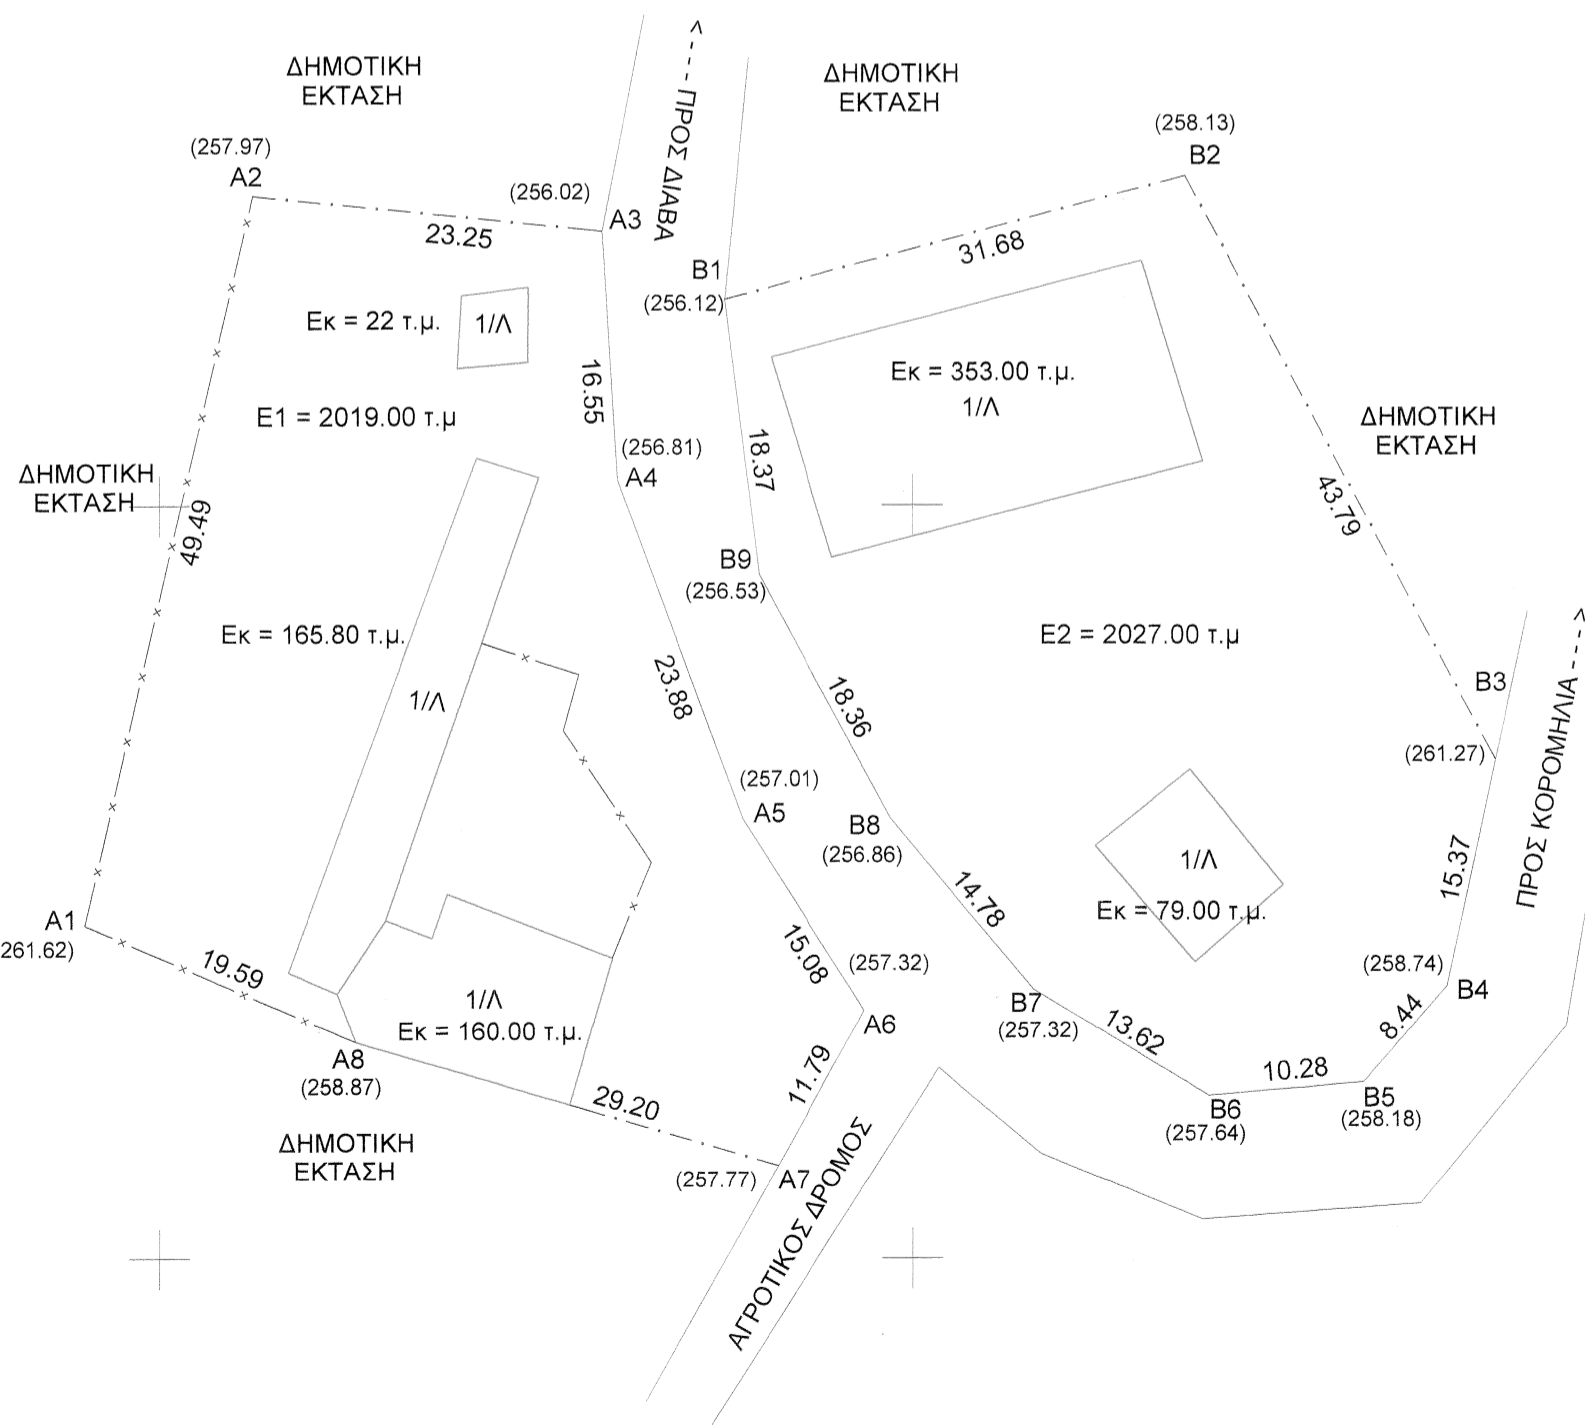 ΔΗΜΟΤΙΚΗ
ΕΚΤΑΣΗ
ΔΗΜΟΤΙΚΗ
ΕΚΤΑΣΗ
ΠΡΟΣ ΔΙΑΒΑ
(257.97)
A2
(256.02)
A3
23.25
(258.13)
B2
31.68
B1
(256.12)
Εκ = 22 τ.μ.
1/Λ
Εκ = 353.00 τ.μ.
1/Λ
16.55
Ε1 = 2019.00 τ.μ
18.37
ΔΗΜΟΤΙΚΗ
ΕΚΤΑΣΗ
(256.81)
A4
ΔΗΜΟΤΙΚΗ
ΕΚΤΑΣΗ
49.49
43.79
B9
(256.53)
Εκ = 165.80 τ.μ.
Ε2 = 2027.00 τ.μ
1/Λ
23.88
18.36
B3
(261.27)
ΠΡΟΣ ΚΟΡΟΜΗΛΙΑ
(257.01)
A5
B8
(256.86)
1/Λ
Εκ = 79.00 τ.μ.
15.37
14.78
A1
261.62)
19.59
15.08
(257.32)
A6
(258.74)
B4
1/Λ
Εκ = 160.00 τ.μ.
B7
(257.32)
13.62
8.44
A8
(258.87)
11.79
10.28
29.20
B6
(257.64)
B5
(258.18)
ΔΗΜΟΤΙΚΗ
ΕΚΤΑΣΗ
(257.77)
A7
ΑΓΡΟΤΙΚΟΣ ΔΡΟΜΟΣ